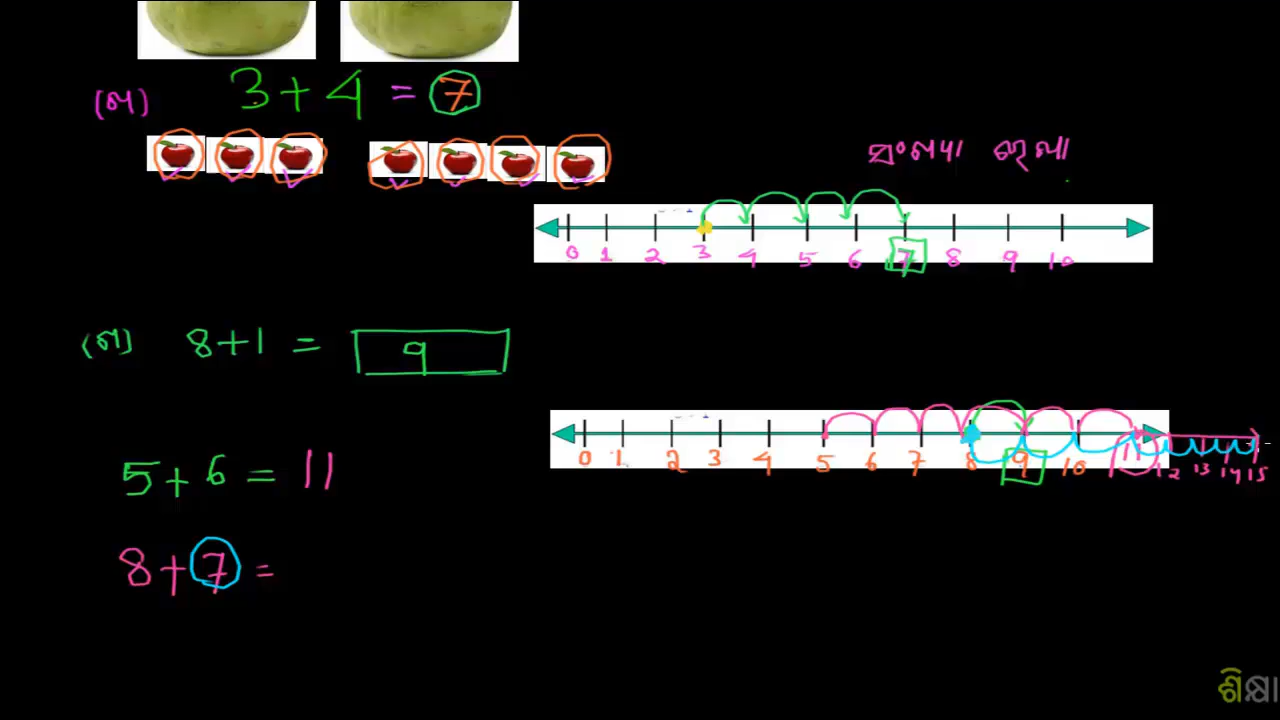 (କ) 3 + 4 = 7
ସଂଖ୍ୟା ରେଖା
0 1 2 3 4 5 6 7 8 9 10
(ଖ) 8 + 1 = 9
0 1 2 3 4 5 6 7 8 9 10 11 12 13 14 15
5 + 6 = 11
8 + 7 =
ଶିକ୍ଷା